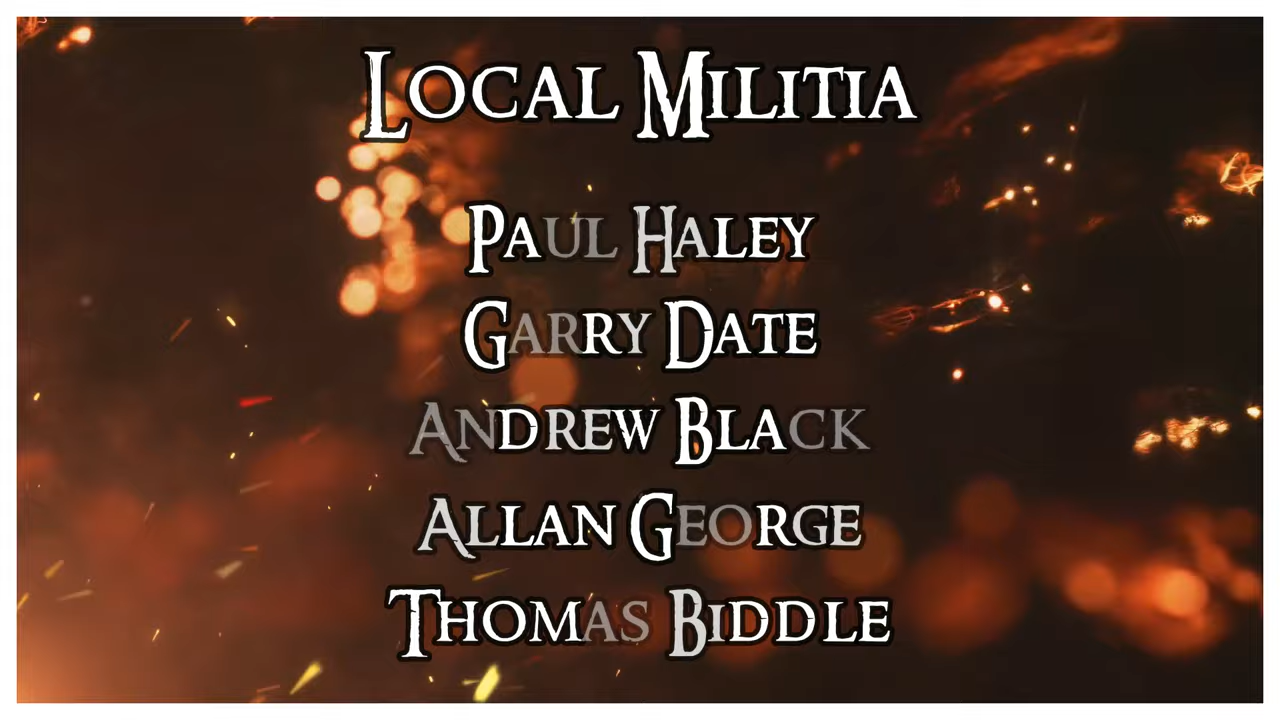 Local Militia
Paul Haley
Garry Date
Andrew Black
Allan George
Thomas Biddle